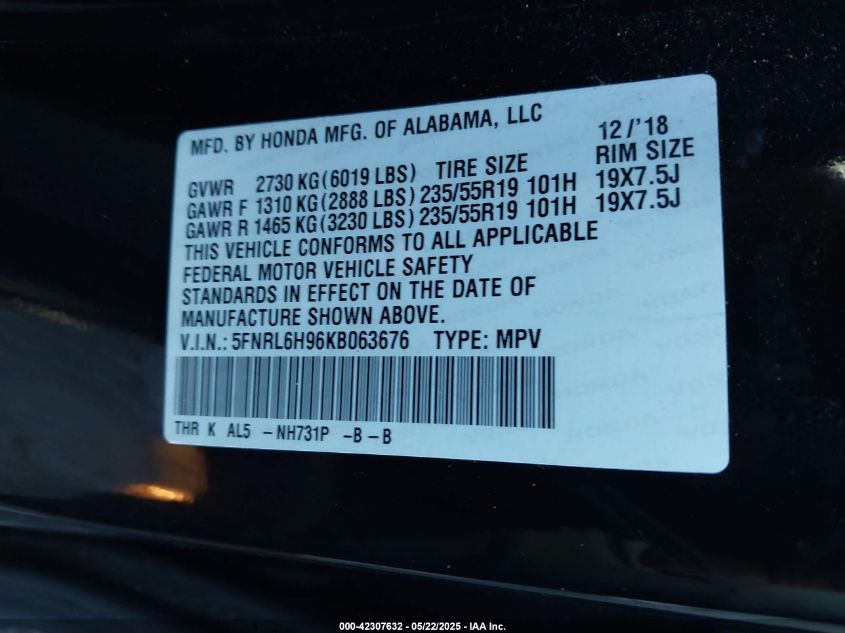 MFD. BY HONDA MFG. OF ALABAMA, LLC 12/'18
GVWR 2730 KG(6019 LBS) TIRE SIZE RIM SIZE
GAWR F 1310 KG(2888 LBS) 235/55R19 101H 19X7.5J
GAWR R 1465 KG(3230 LBS) 235/55R19 101H 19X7.5J
THIS VEHICLE CONFORMS TO ALL APPLICABLE
FEDERAL MOTOR VEHICLE SAFETY
STANDARDS IN EFFECT ON THE DATE OF
MANUFACTURE SHOWN ABOVE.
V.I.N.: 5FNRL6H96KB063676 TYPE: MPV
THR K AL5 -NH731P -B-B
000-42307632 - 05/22/2025 - IAA Inc.